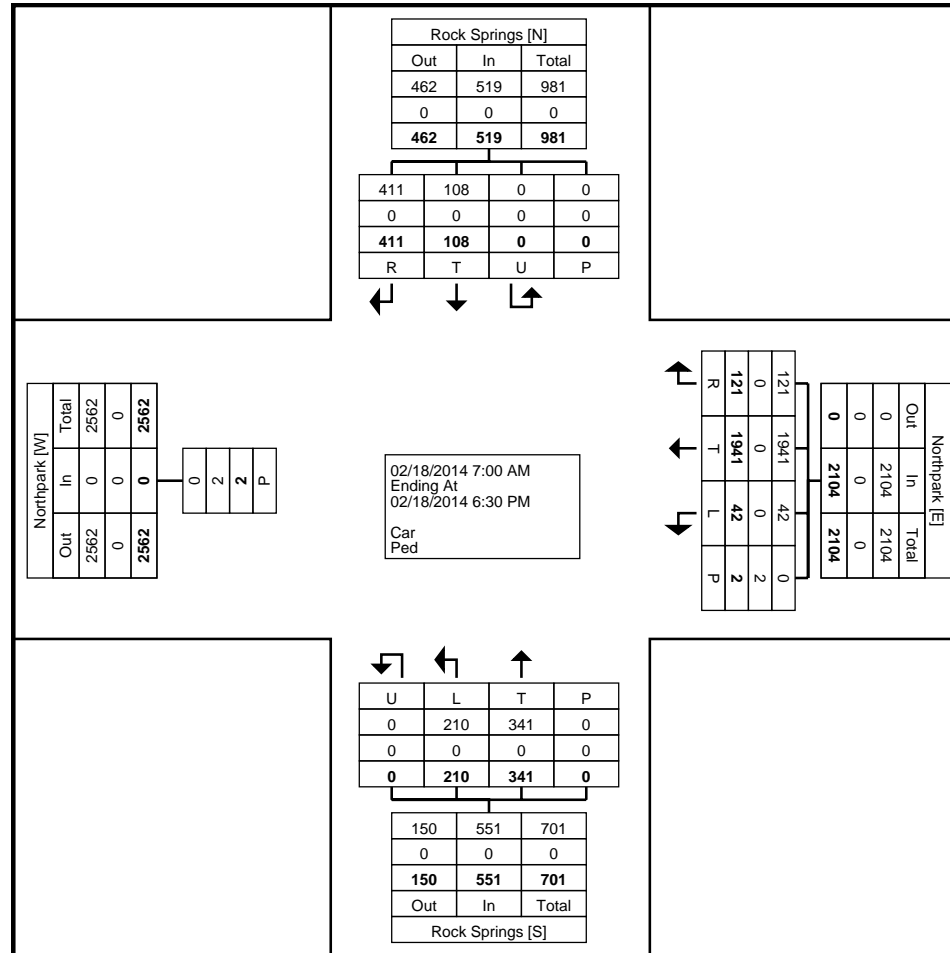 Rock Springs [N]
Out In Total
462 519 981
0 0 0
462 519 981
411 108 0 0
0 0 0 0
411 108 0 0
R T U P
Northpark [W]
Total In Out
2562 0 2562
0 0 0
2562 0 2562
0
2
2
P
02/18/2014 7:00 AM
Ending At
02/18/2014 6:30 PM
Car
Ped
R T L P
121 1941 42 2
0 0 0 2
121 1941 42 0
Northpark [E]
Out In Total
0 2104 2104
0 0 0
0 2104 2104
U L T P
0 210 341 0
0 0 0 0
0 210 341 0
150 551 701
0 0 0
150 551 701
Out In Total
Rock Springs [S]